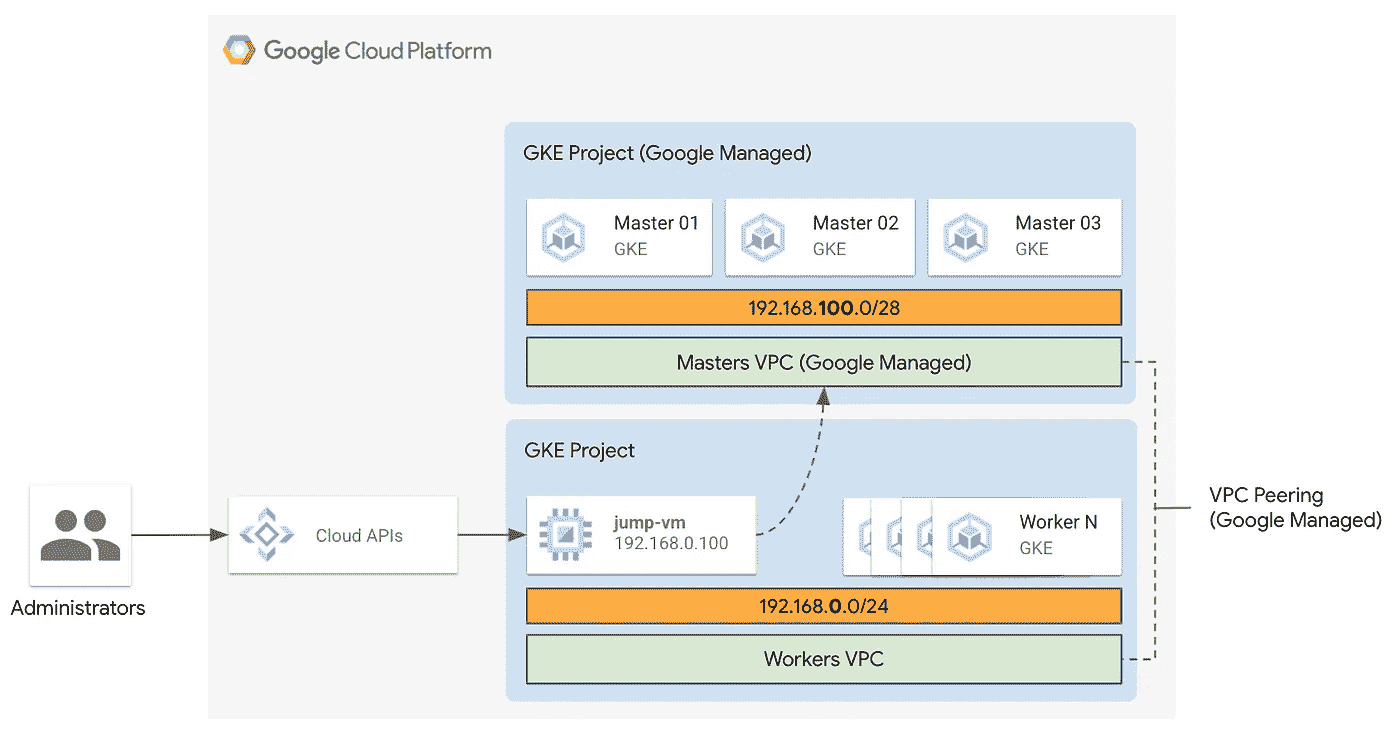 Google Cloud Platform
GKE Project (Google Managed)
Master 01
GKE
Master 02
GKE
Master 03
GKE
192.168.100.0/28
Masters VPC (Google Managed)
GKE Project
jump-vm
192.168.0.100
Worker N
GKE
Cloud APIs
Administrators
192.168.0.0/24
Workers VPC
VPC Peering
(Google Managed)